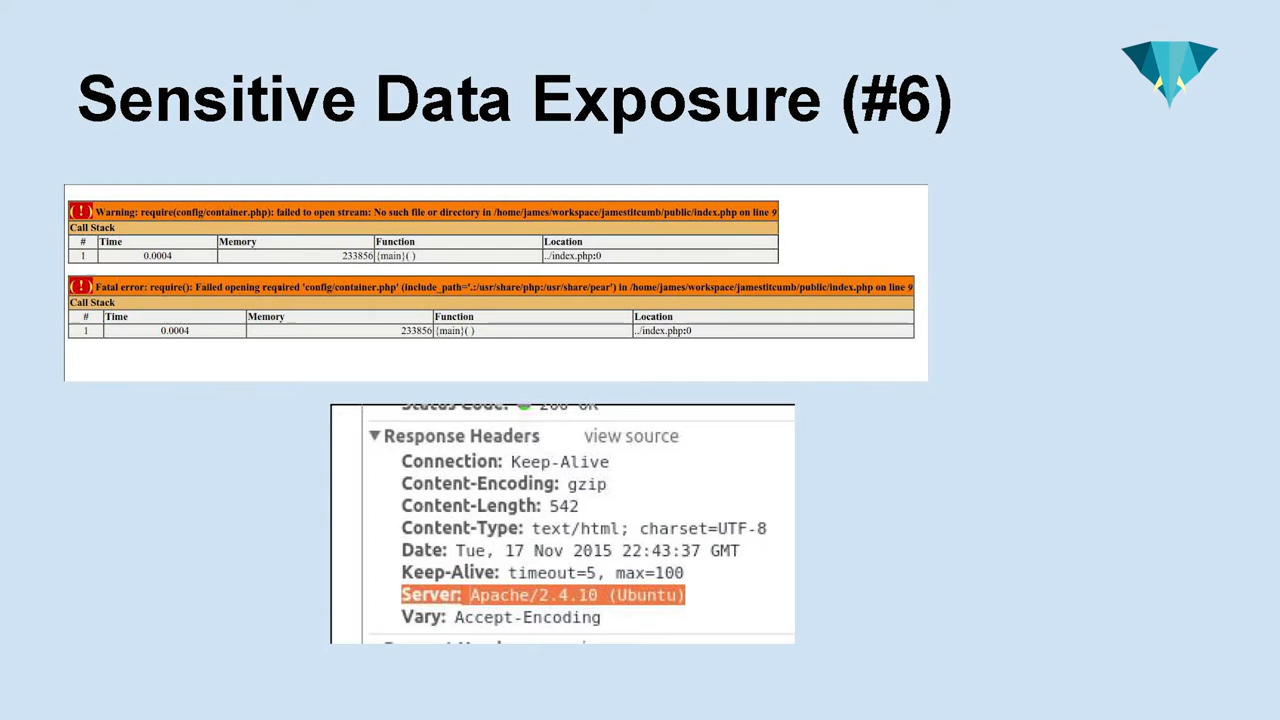 Sensitive Data Exposure (#6)
( ! ) Warning: require(config/container.php): failed to open stream: No such file or directory in /home/james/workspace/jamestitcumb/public/index.php on line 9
Call Stack
# Time Memory Function Location
1 0.0004 233856 {main}( ) ../index.php:0
( ! ) Fatal error: require(): Failed opening required 'config/container.php' (include_path='.:/usr/share/php:/usr/share/pear') in /home/james/workspace/jamestitcumb/public/index.php on line 9
Call Stack
# Time Memory Function Location
1 0.0004 233856 {main}( ) ../index.php:0
Status Code: 200 OK
Response Headers view source
Connection: Keep-Alive
Content-Encoding: gzip
Content-Length: 542
Content-Type: text/html; charset=UTF-8
Date: Tue, 17 Nov 2015 22:43:37 GMT
Keep-Alive: timeout=5, max=100
Server: Apache/2.4.10 (Ubuntu)
Vary: Accept-Encoding